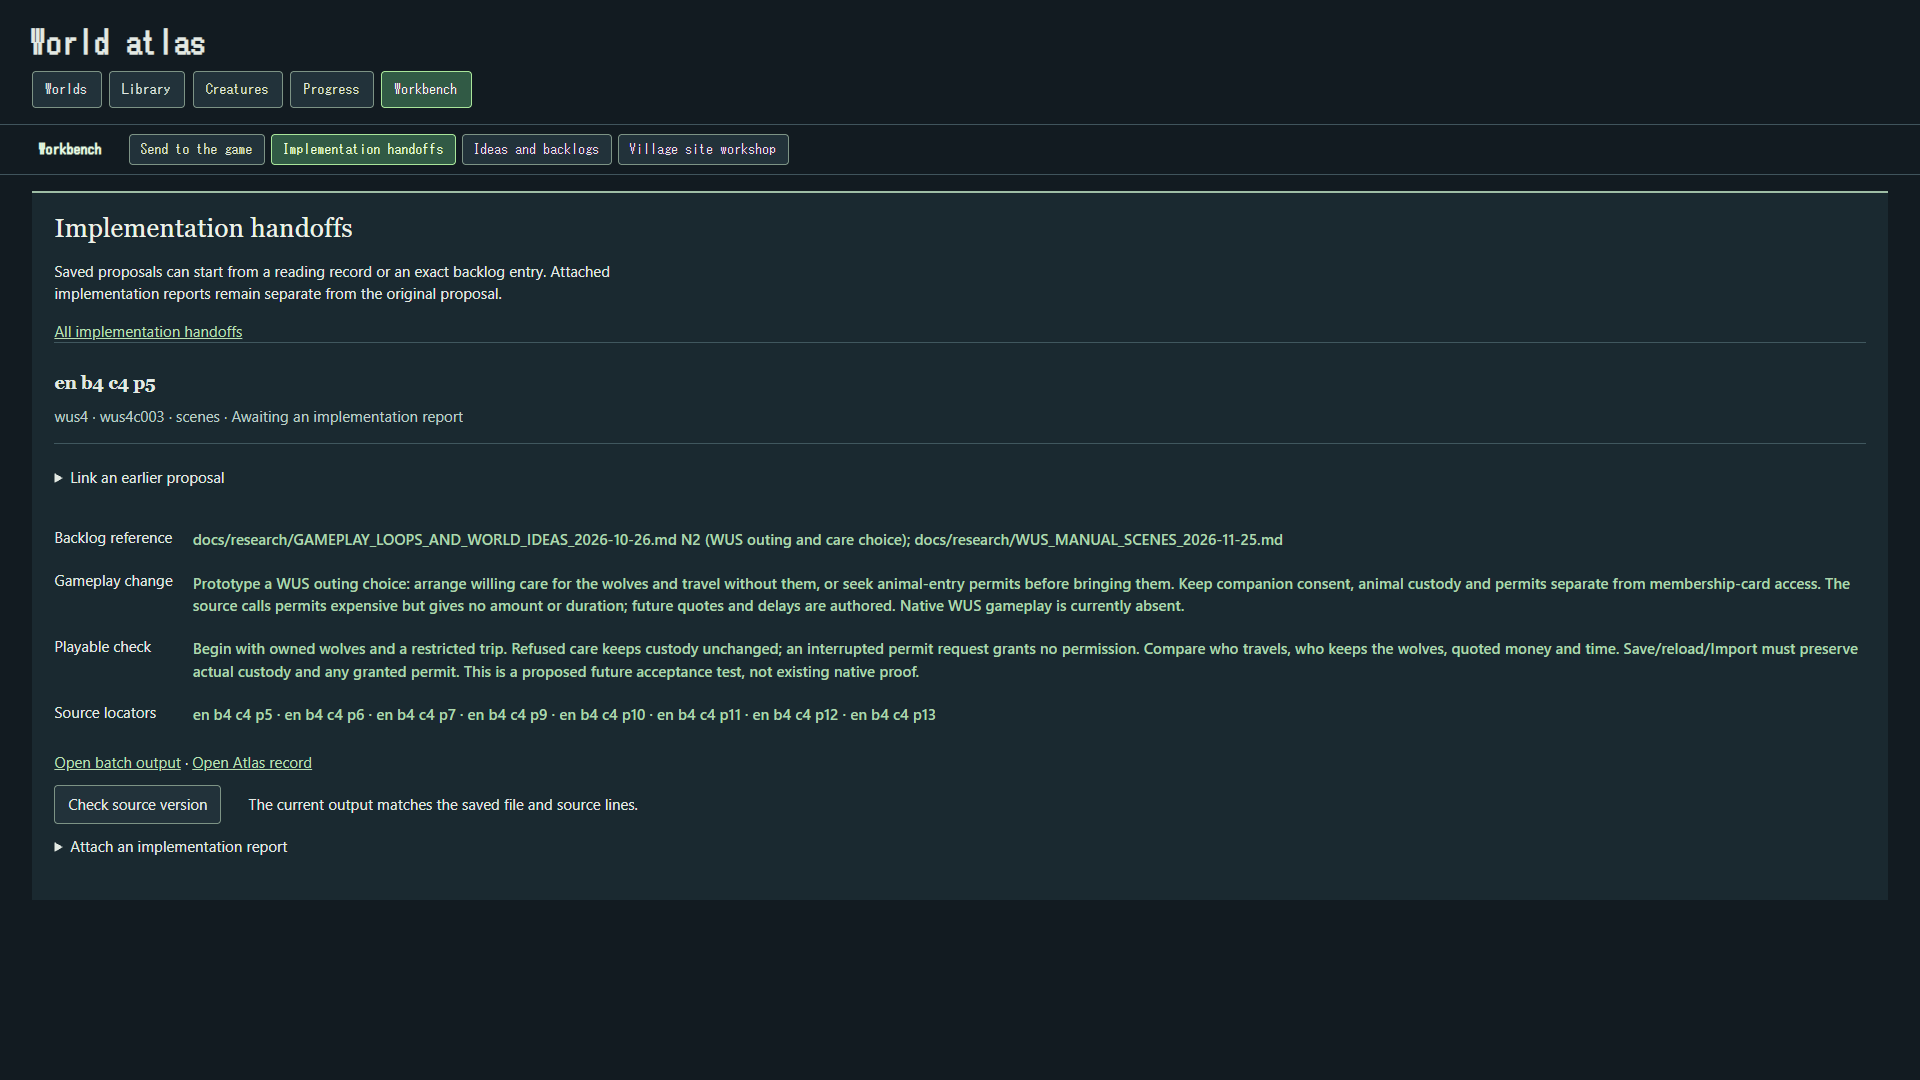 World atlas
Worlds Library Creatures Progress Workbench
Workbench Send to the game Implementation handoffs Ideas and backlogs Village site workshop
Implementation handoffs
Saved proposals can start from a reading record or an exact backlog entry. Attached
implementation reports remain separate from the original proposal.
All implementation handoffs
en b4 c4 p5
wus4 · wus4c003 · scenes · Awaiting an implementation report
▶ Link an earlier proposal
Backlog reference docs/research/GAMEPLAY_LOOPS_AND_WORLD_IDEAS_2026-10-26.md N2 (WUS outing and care choice); docs/research/WUS_MANUAL_SCENES_2026-11-25.md
Gameplay change Prototype a WUS outing choice: arrange willing care for the wolves and travel without them, or seek animal-entry permits before bringing them. Keep companion consent, animal custody and permits separate from membership-card access. The
source calls permits expensive but gives no amount or duration; future quotes and delays are authored. Native WUS gameplay is currently absent.
Playable check Begin with owned wolves and a restricted trip. Refused care keeps custody unchanged; an interrupted permit request grants no permission. Compare who travels, who keeps the wolves, quoted money and time. Save/reload/Import must preserve
actual custody and any granted permit. This is a proposed future acceptance test, not existing native proof.
Source locators en b4 c4 p5 · en b4 c4 p6 · en b4 c4 p7 · en b4 c4 p9 · en b4 c4 p10 · en b4 c4 p11 · en b4 c4 p12 · en b4 c4 p13
Open batch output · Open Atlas record
Check source version The current output matches the saved file and source lines.
▶ Attach an implementation report